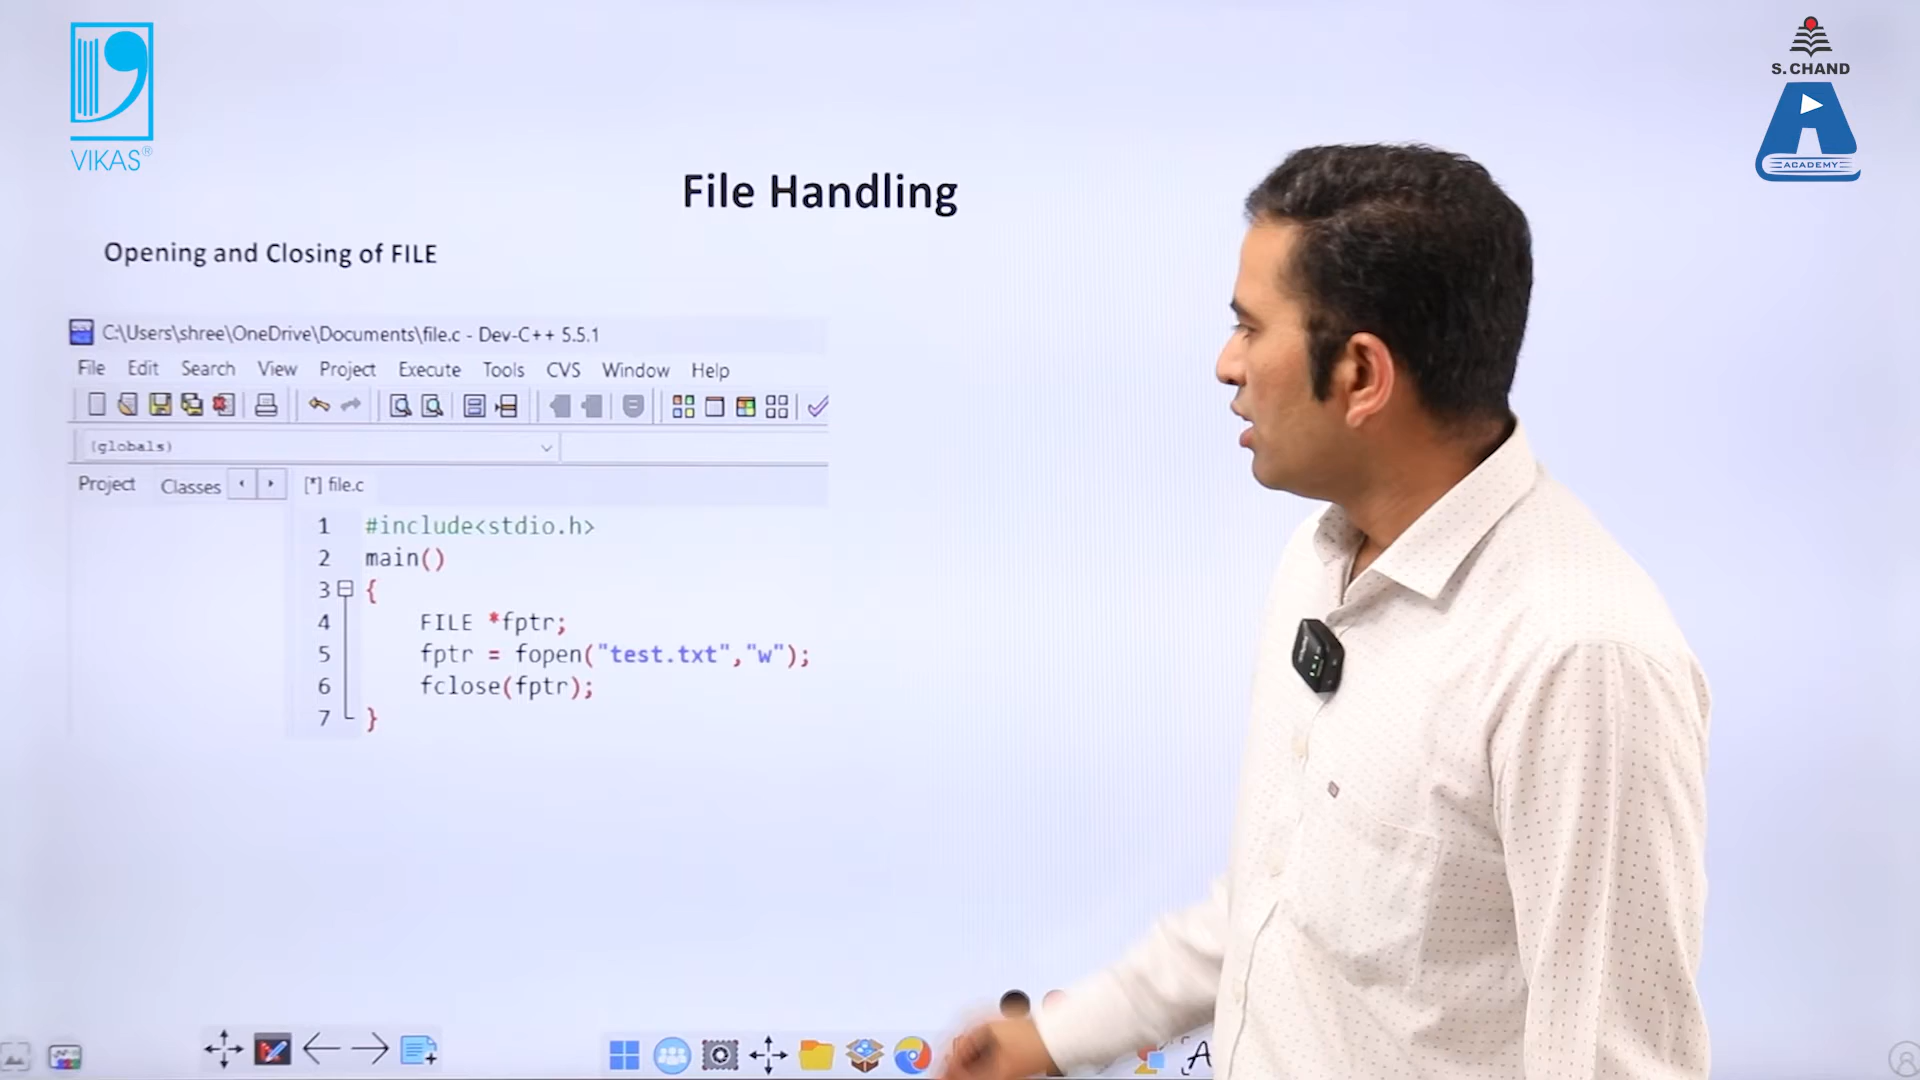 VIKAS®
S. CHAND
ACADEMY
File Handling
Opening and Closing of FILE
C:\Users\shree\OneDrive\Documents\file.c - Dev-C++ 5.5.1
File Edit Search View Project Execute Tools CVS Window Help
(globals)
Project Classes [*] file.c
1 #include<stdio.h>
2 main()
3 {
4 FILE *fptr;
5 fptr = fopen("test.txt","w");
6 fclose(fptr);
7 }